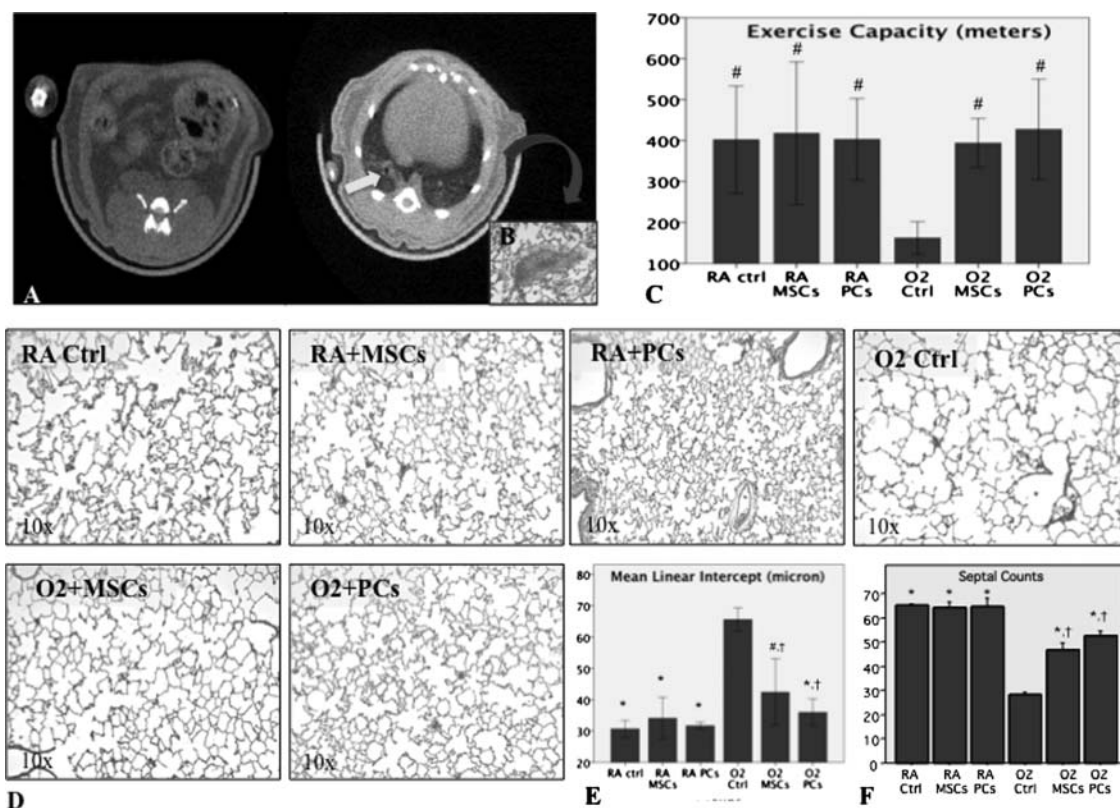 A
B
Exercise Capacity (meters)
700
600
500
400
300
200
100
#
#
#
#
#
RA ctrl
RA
MSCs
RA
PCs
O2
Ctrl
O2
MSCs
O2
PCs
C
RA Ctrl
10x
RA+MSCs
10x
RA+PCs
10x
O2 Ctrl
10x
O2+MSCs
10x
O2+PCs
10x
D
Mean Linear Intercept (micron)
80
70
60
50
40
30
20
*
*
*
#,†
*,†
RA ctrl
RA
MSCs
RA PCs
O2
Ctrl
O2
MSCs
O2
PCs
E
Septal Counts
70
60
50
40
30
20
10
0
*
*
*
*,†
*,†
RA
Ctrl
RA
MSCs
RA
PCs
O2
Ctrl
O2
MSCs
O2
PCs
F